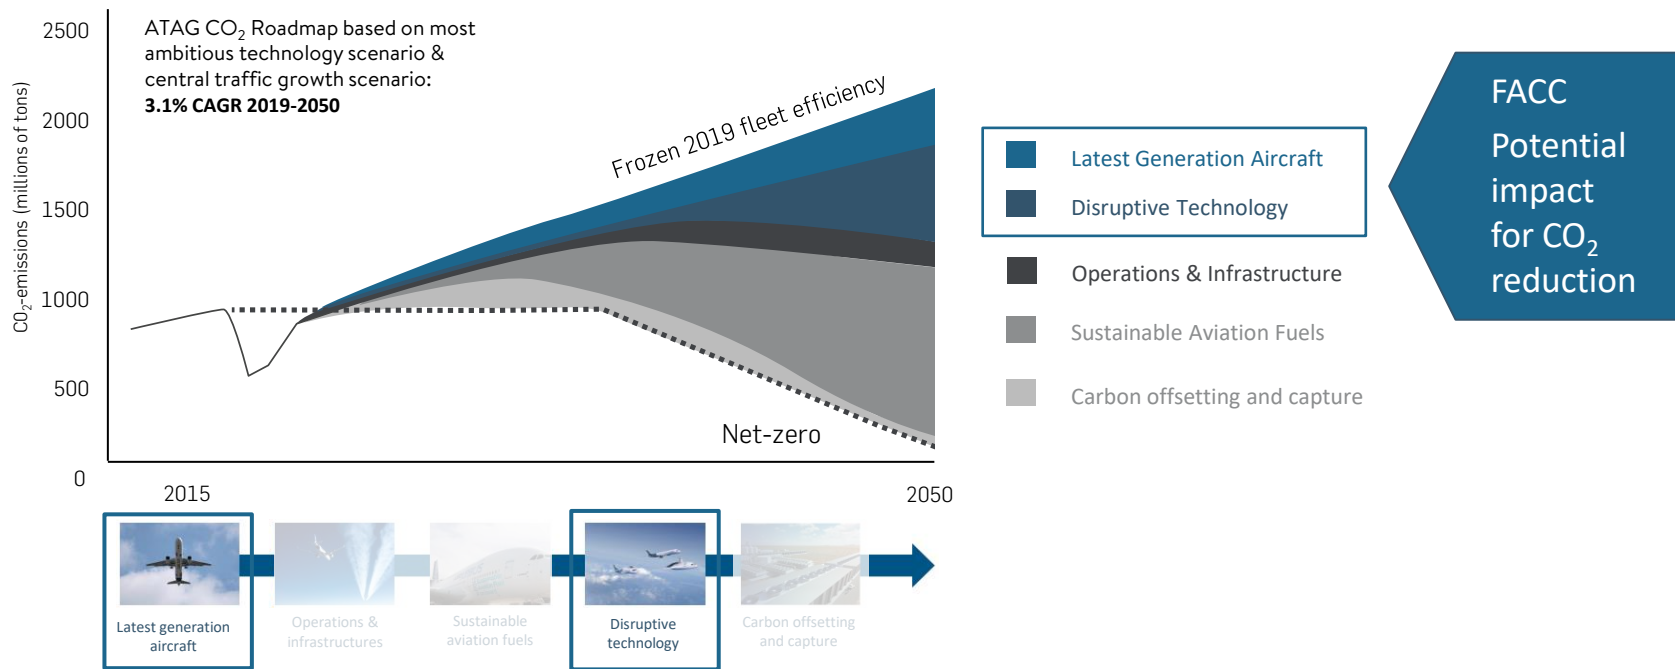 ATAG CO₂ Roadmap based on most
ambitious technology scenario &
central traffic growth scenario:
3.1% CAGR 2019-2050
CO₂-emissions (millions of tons)
2500
2000
1500
1000
500
0
2015
2050
Frozen 2019 fleet efficiency
Net-zero
Latest Generation Aircraft
Disruptive Technology
Operations & Infrastructure
Sustainable Aviation Fuels
Carbon offsetting and capture
FACC
Potential
impact
for CO₂
reduction
Latest generation
aircraft
Operations &
infrastructures
Sustainable
aviation fuels
Disruptive
technology
Carbon offsetting
and capture